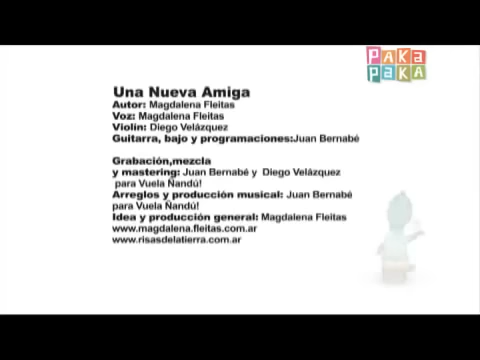 PAKA
PAKA
Una Nueva Amiga
Autor: Magdalena Fleitas
Voz: Magdalena Fleitas
Violin: Diego Velázquez
Guitarra, bajo y programaciones:Juan Bernabé
Grabación,mezcla
y mastering: Juan Bernabé y Diego Velázquez
para Vuela Ñandú!
Arreglos y producción musical: Juan Bernabé
para Vuela Ñandú!
Idea y producción general: Magdalena Fleitas
www.magdalena.fleitas.com.ar
www.risasdelatierra.com.ar